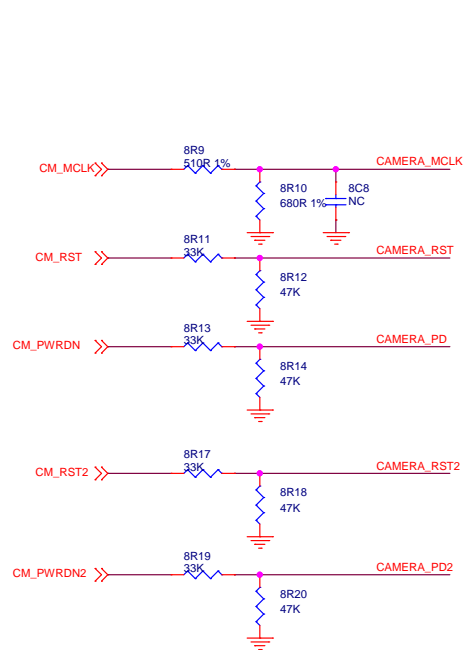 8R9
510R 1%
CM_MCLK
CAMERA_MCLK
8R10
680R 1%
8C8
NC
8R11
33K
CM_RST
CAMERA_RST
8R12
47K
8R13
33K
CM_PWRDN
CAMERA_PD
8R14
47K
8R17
33K
CM_RST2
CAMERA_RST2
8R18
47K
8R19
33K
CM_PWRDN2
CAMERA_PD2
8R20
47K